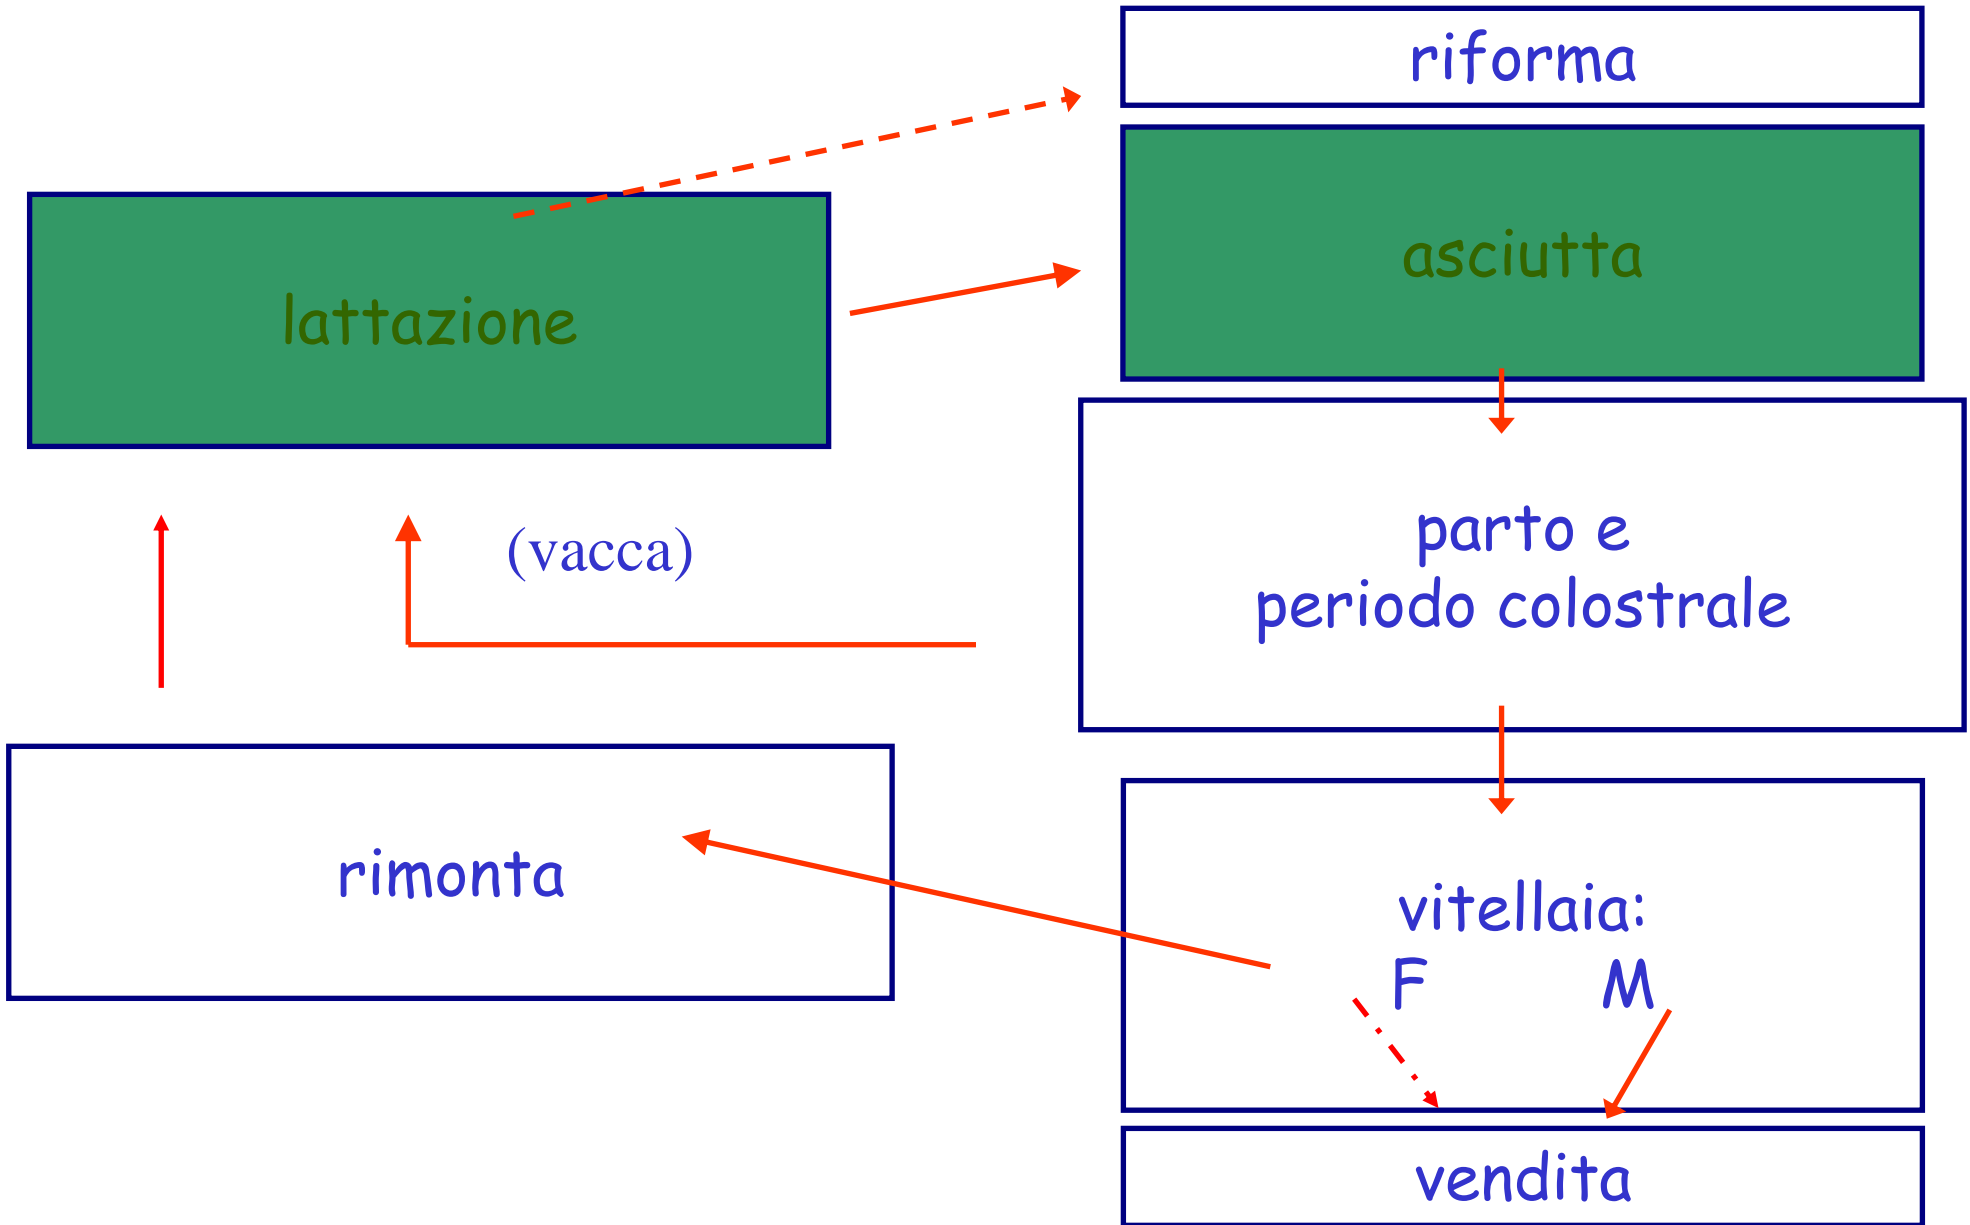 riforma
asciutta
lattazione
(vacca)
parto e
periodo colostrale
rimonta
vitellaia:
F M
vendita